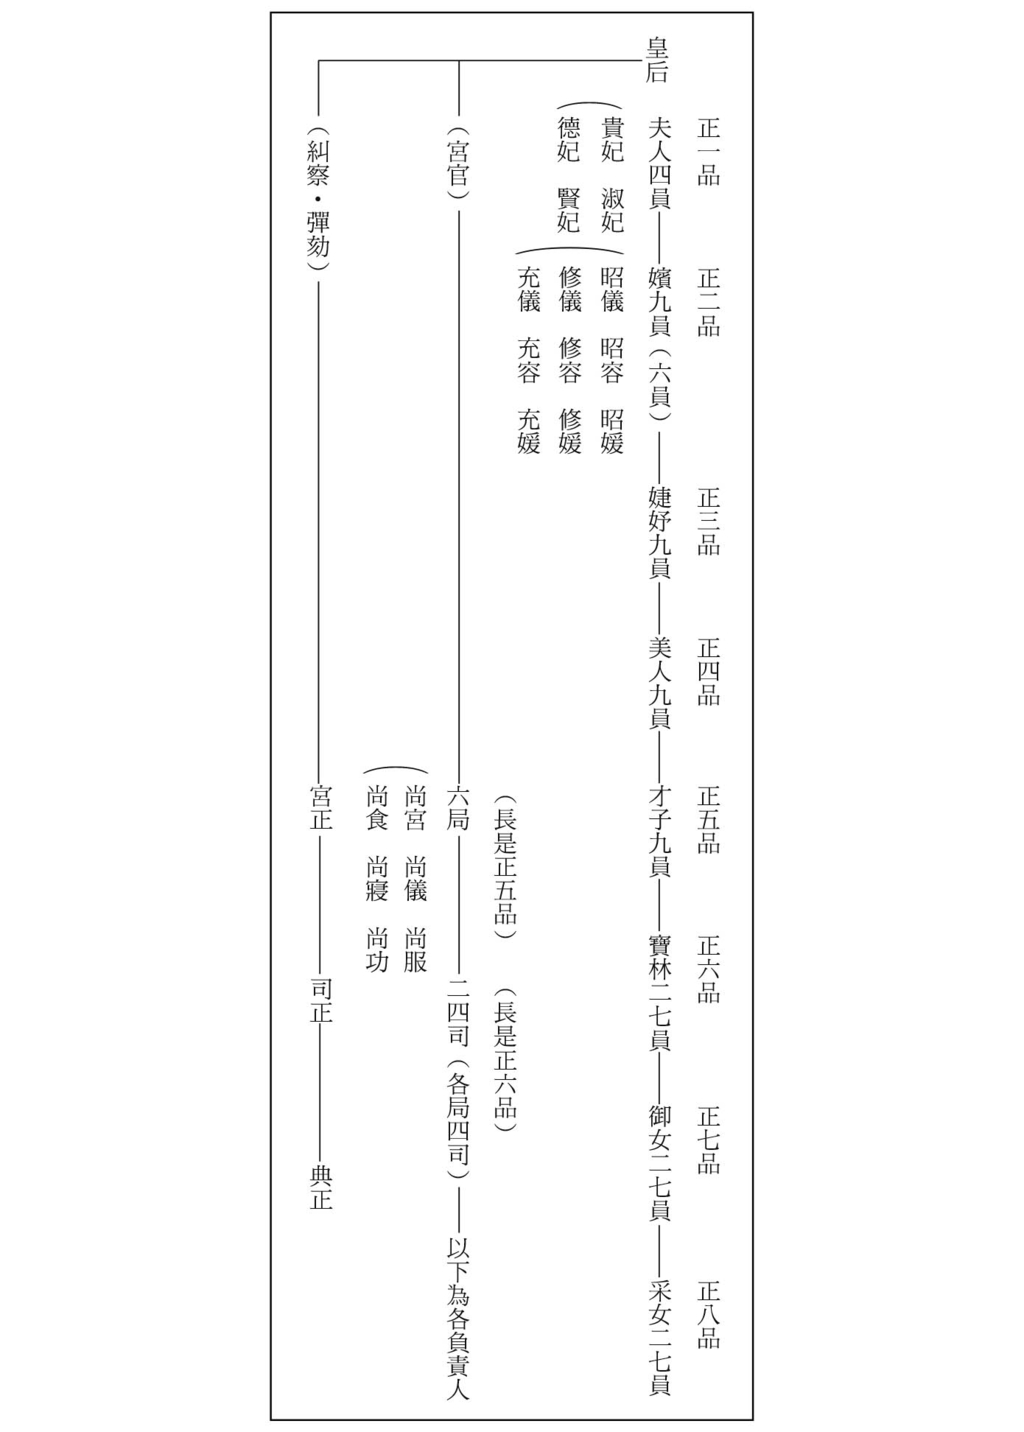 正一品　正二品　正三品　正四品　正五品　正六品　正七品　正八品
皇后
夫人四員——嬪九員（六員）——婕妤九員——美人九員——才子九員——寶林二七員——御女二七員——采女二七員
（貴妃　淑妃
德妃　賢妃
（昭儀　昭容　昭媛
修儀　修容　修媛
充儀　充容　充媛
（長是正五品）　（長是正六品）
（宮官）——六局——二四司（各局四司）——以下為各負責人
（尚宮　尚儀　尚服
尚食　尚寢　尚功
（糾察・彈劾）——宮正——司正——典正